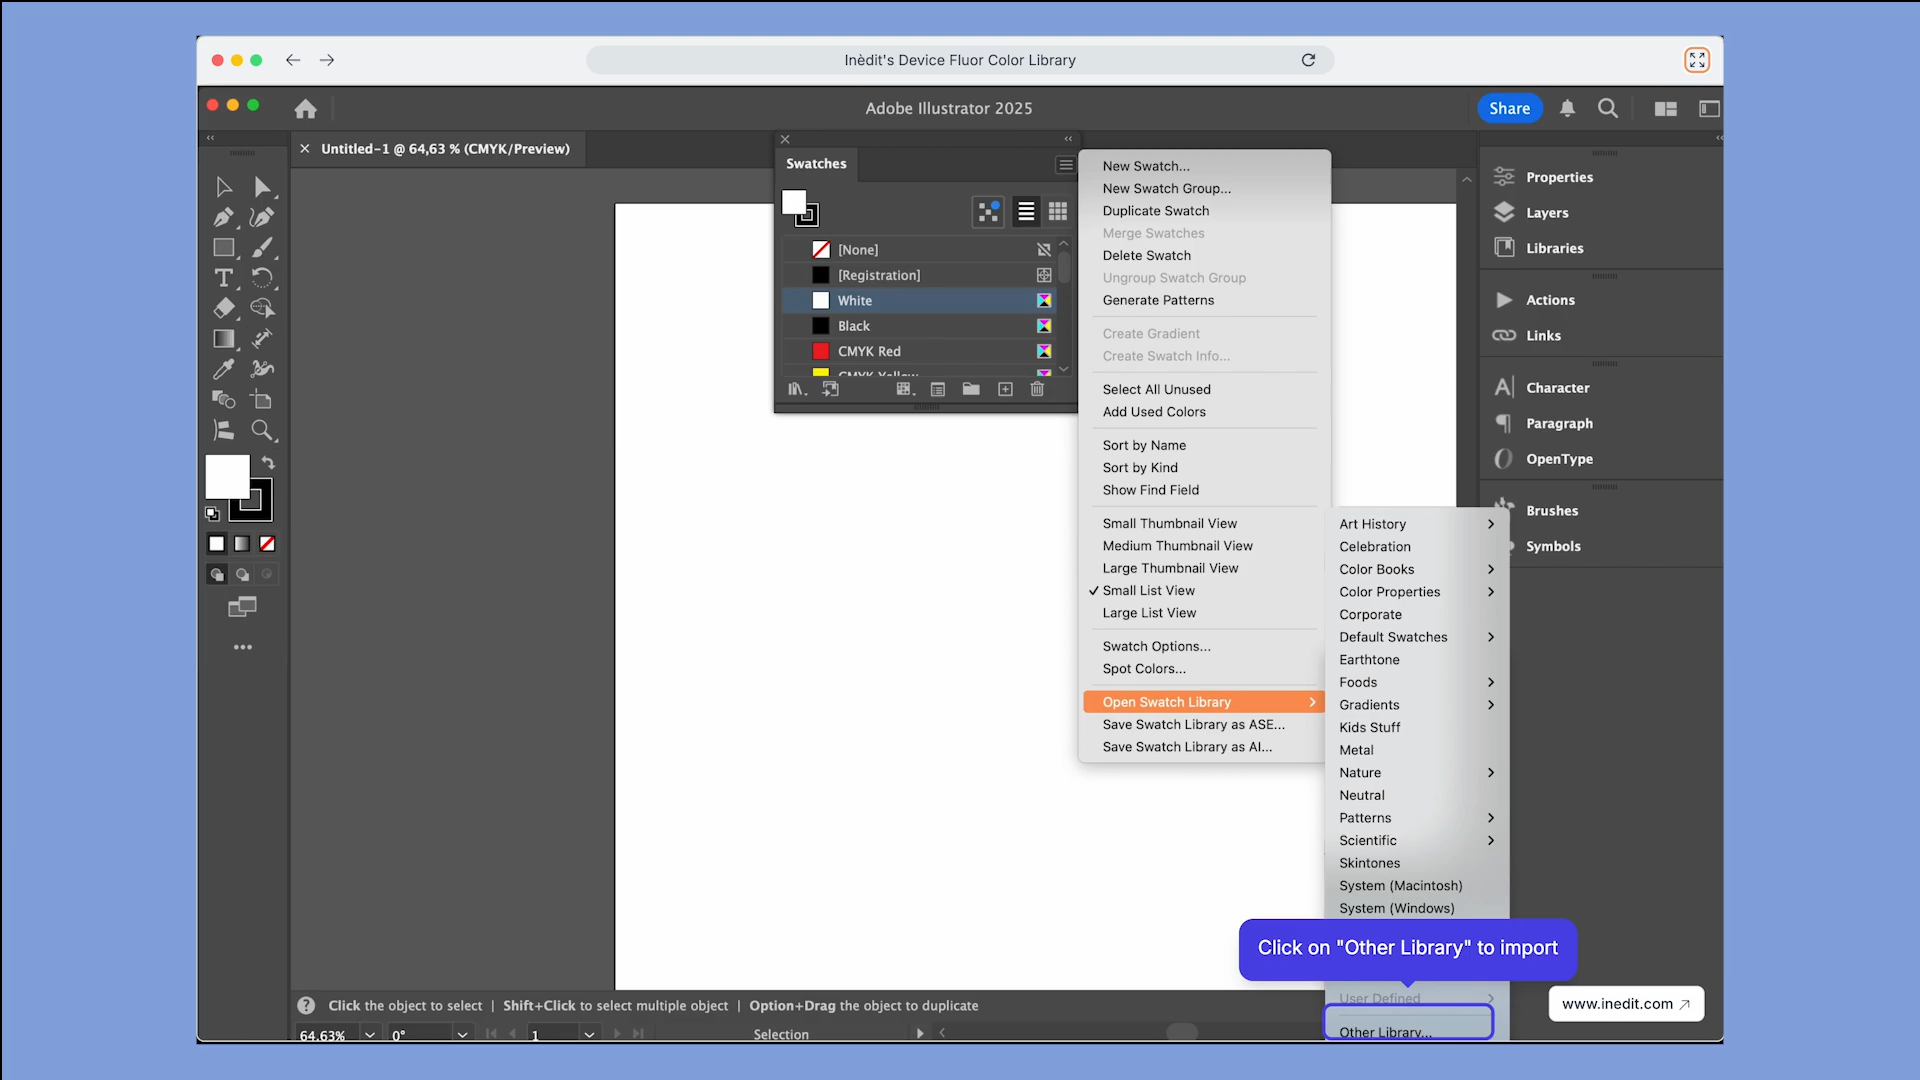 Inèdit's Device Fluor Color Library
Adobe Illustrator 2025
Share
Untitled-1 @ 64,63 % (CMYK/Preview)
Swatches
[None]
[Registration]
White
Black
CMYK Red
CMYK Yellow
New Swatch...
New Swatch Group...
Duplicate Swatch
Merge Swatches
Delete Swatch
Ungroup Swatch Group
Generate Patterns
Create Gradient
Create Swatch Info...
Select All Unused
Add Used Colors
Sort by Name
Sort by Kind
Show Find Field
Small Thumbnail View
Medium Thumbnail View
Large Thumbnail View
Small List View
Large List View
Swatch Options...
Spot Colors...
Open Swatch Library
Save Swatch Library as ASE...
Save Swatch Library as AI...
Art History
Celebration
Color Books
Color Properties
Corporate
Default Swatches
Earthtone
Foods
Gradients
Kids Stuff
Metal
Nature
Neutral
Patterns
Scientific
Skintones
System (Macintosh)
System (Windows)
Click on "Other Library" to import
User Defined
Other Library...
Properties
Layers
Libraries
Actions
Links
Character
Paragraph
OpenType
Brushes
Symbols
www.inedit.com
Click the object to select | Shift+Click to select multiple object | Option+Drag the object to duplicate
64,63% 0° 1 Selection